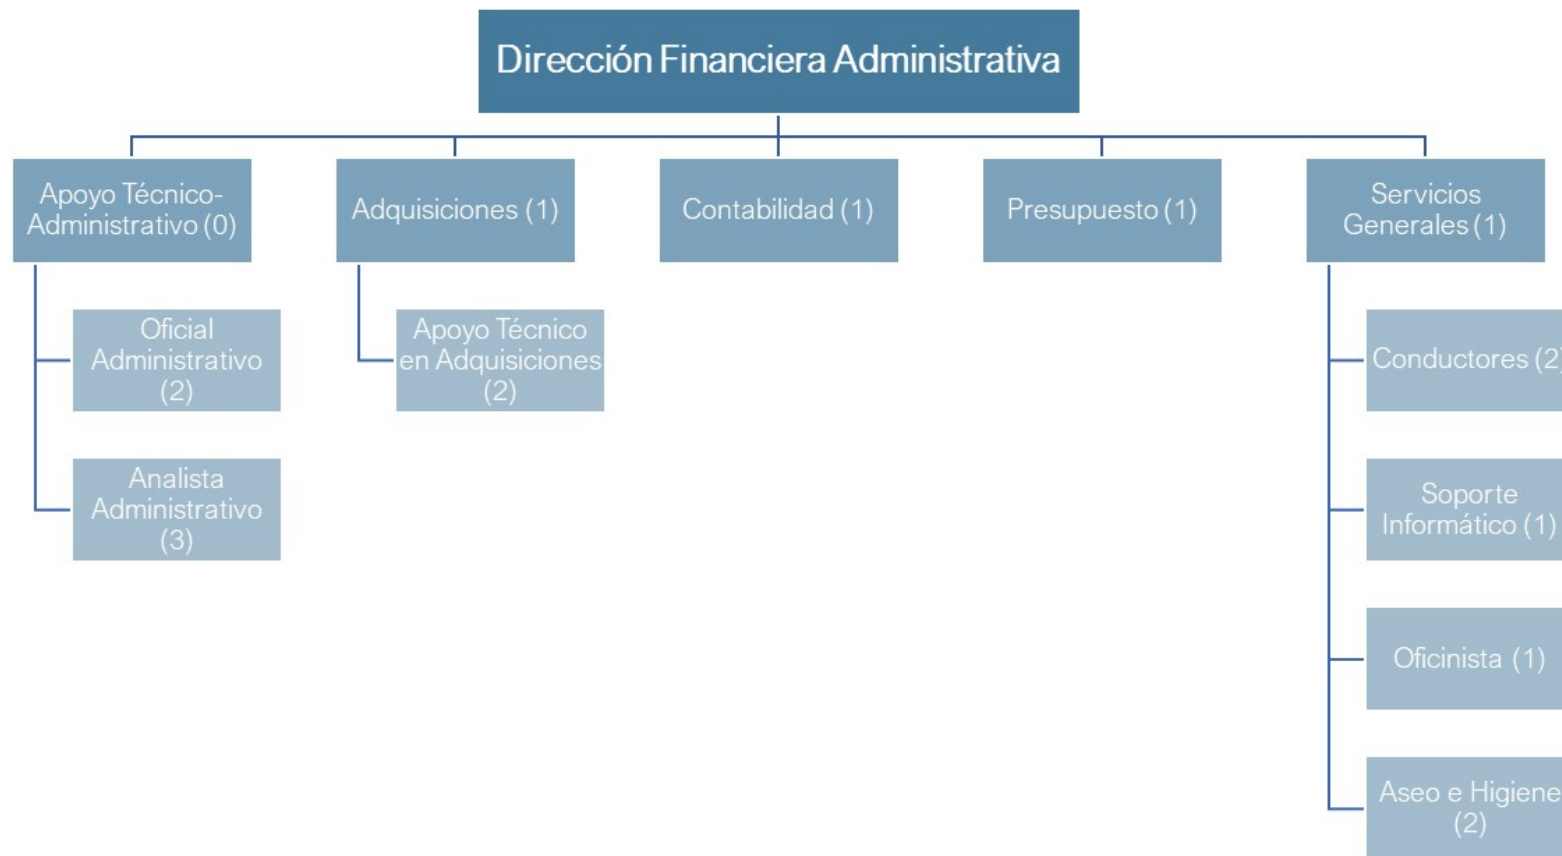 Dirección Financiera Administrativa
Apoyo Técnico-
Administrativo (0)
Adquisiciones (1)
Contabilidad (1)
Presupuesto (1)
Servicios
Generales (1)
Oficial
Administrativo
(2)
Analista
Administrativo
(3)
Apoyo Técnico
en Adquisiciones
(2)
Conductores (2)
Soporte
Informático (1)
Oficinista (1)
Aseo e Higiene
(2)